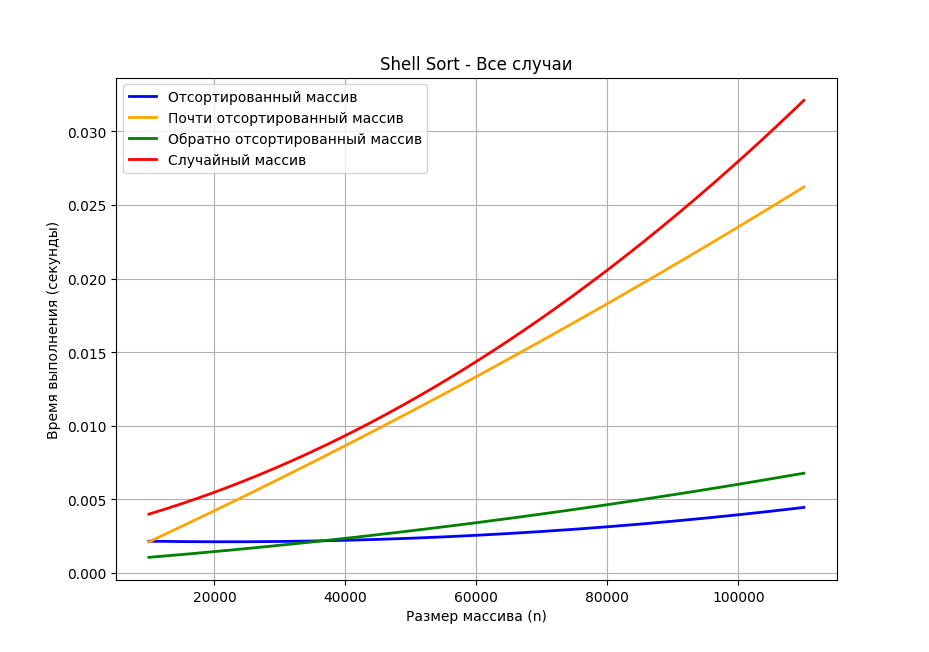 Shell Sort - Все случаи
Отсортированный массив
Почти отсортированный массив
Обратно отсортированный массив
Случайный массив
Время выполнения (секунды)
0.030
0.025
0.020
0.015
0.010
0.005
0.000
20000 40000 60000 80000 100000
Размер массива (n)